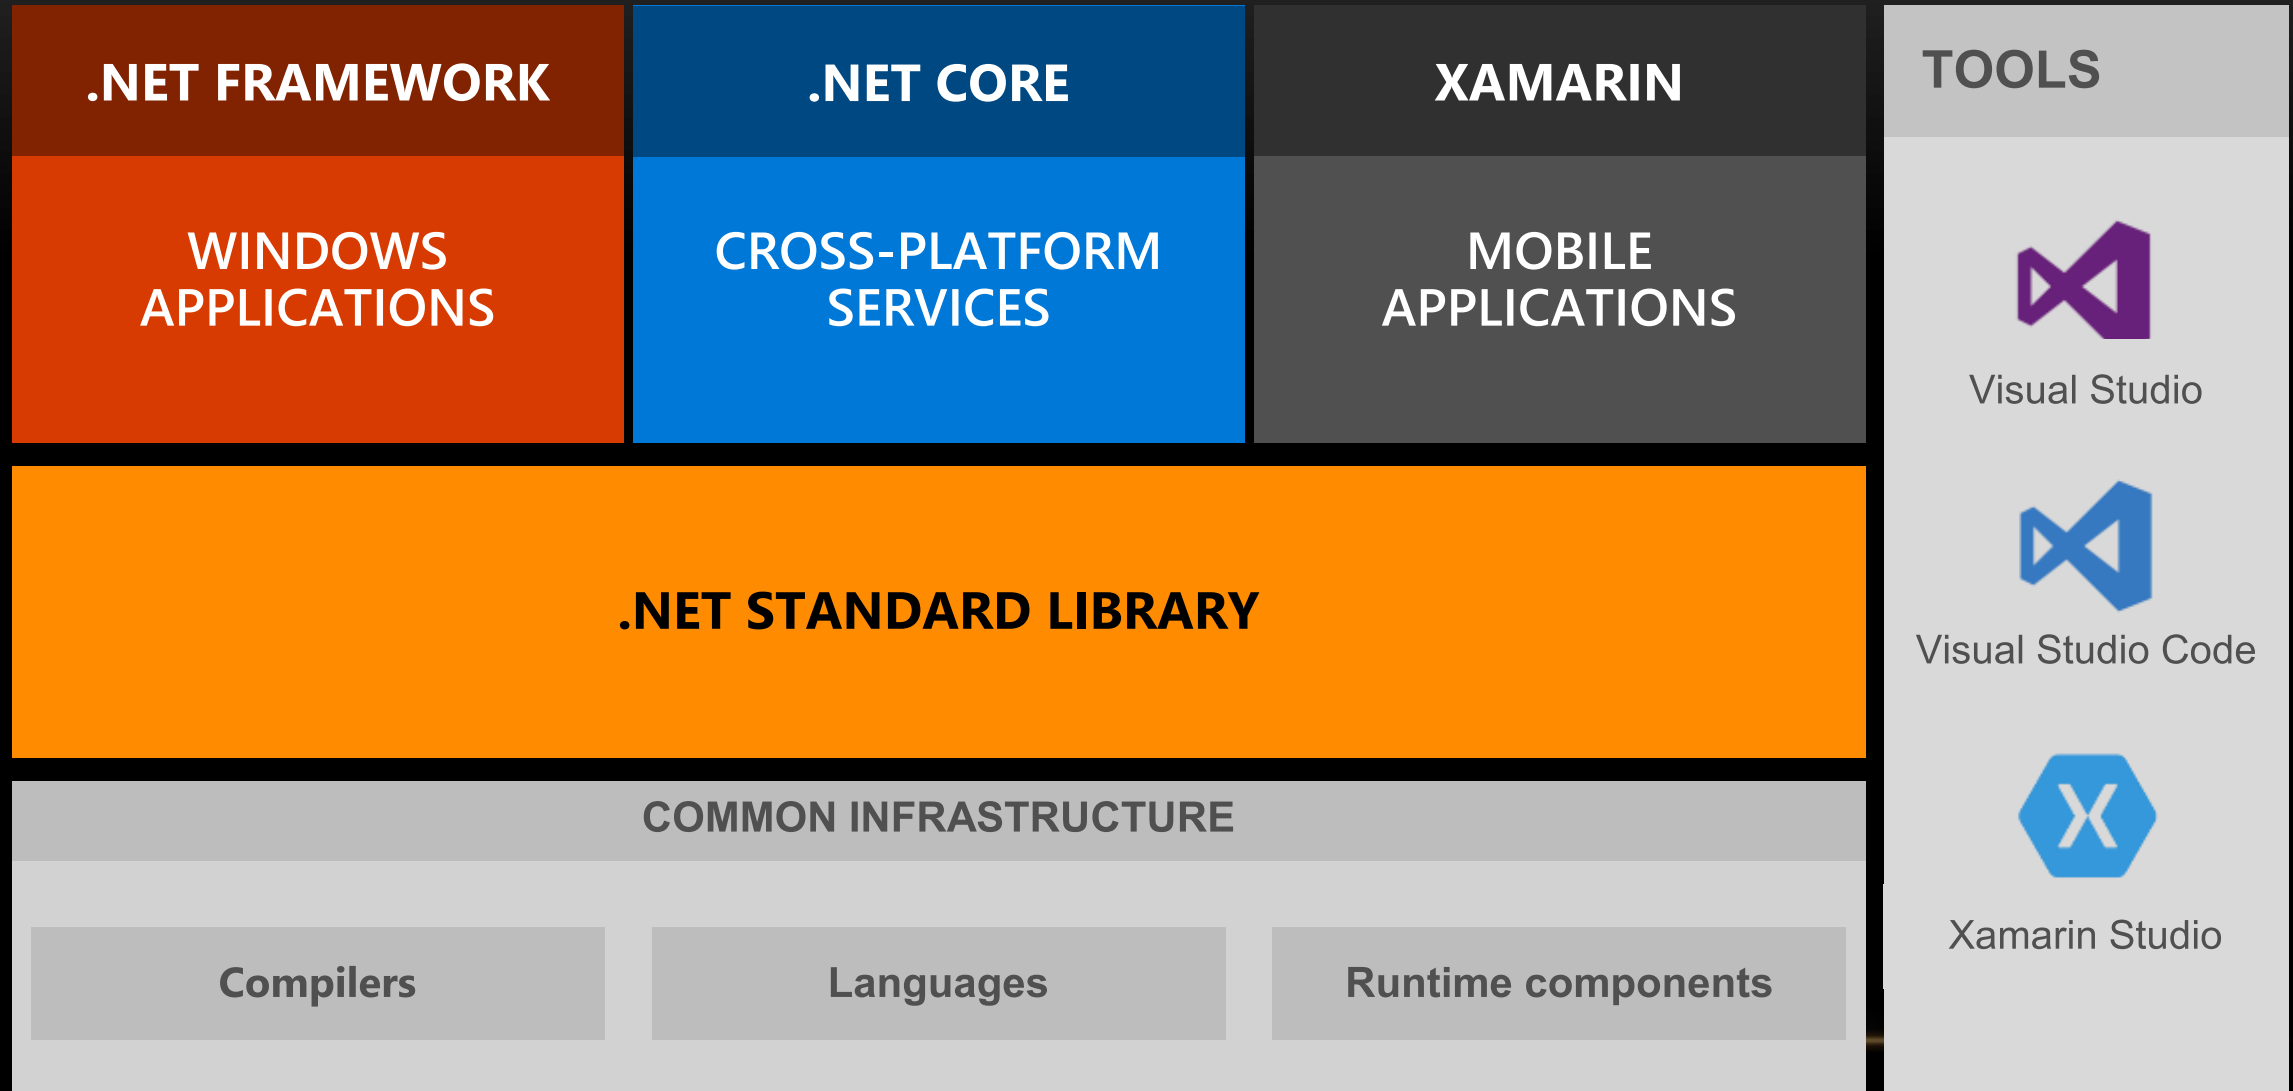 .NET FRAMEWORK
WINDOWS
APPLICATIONS
.NET CORE
CROSS-PLATFORM
SERVICES
XAMARIN
MOBILE
APPLICATIONS
.NET STANDARD LIBRARY
COMMON INFRASTRUCTURE
Compilers
Languages
Runtime components
TOOLS
Visual Studio
Visual Studio Code
Xamarin Studio